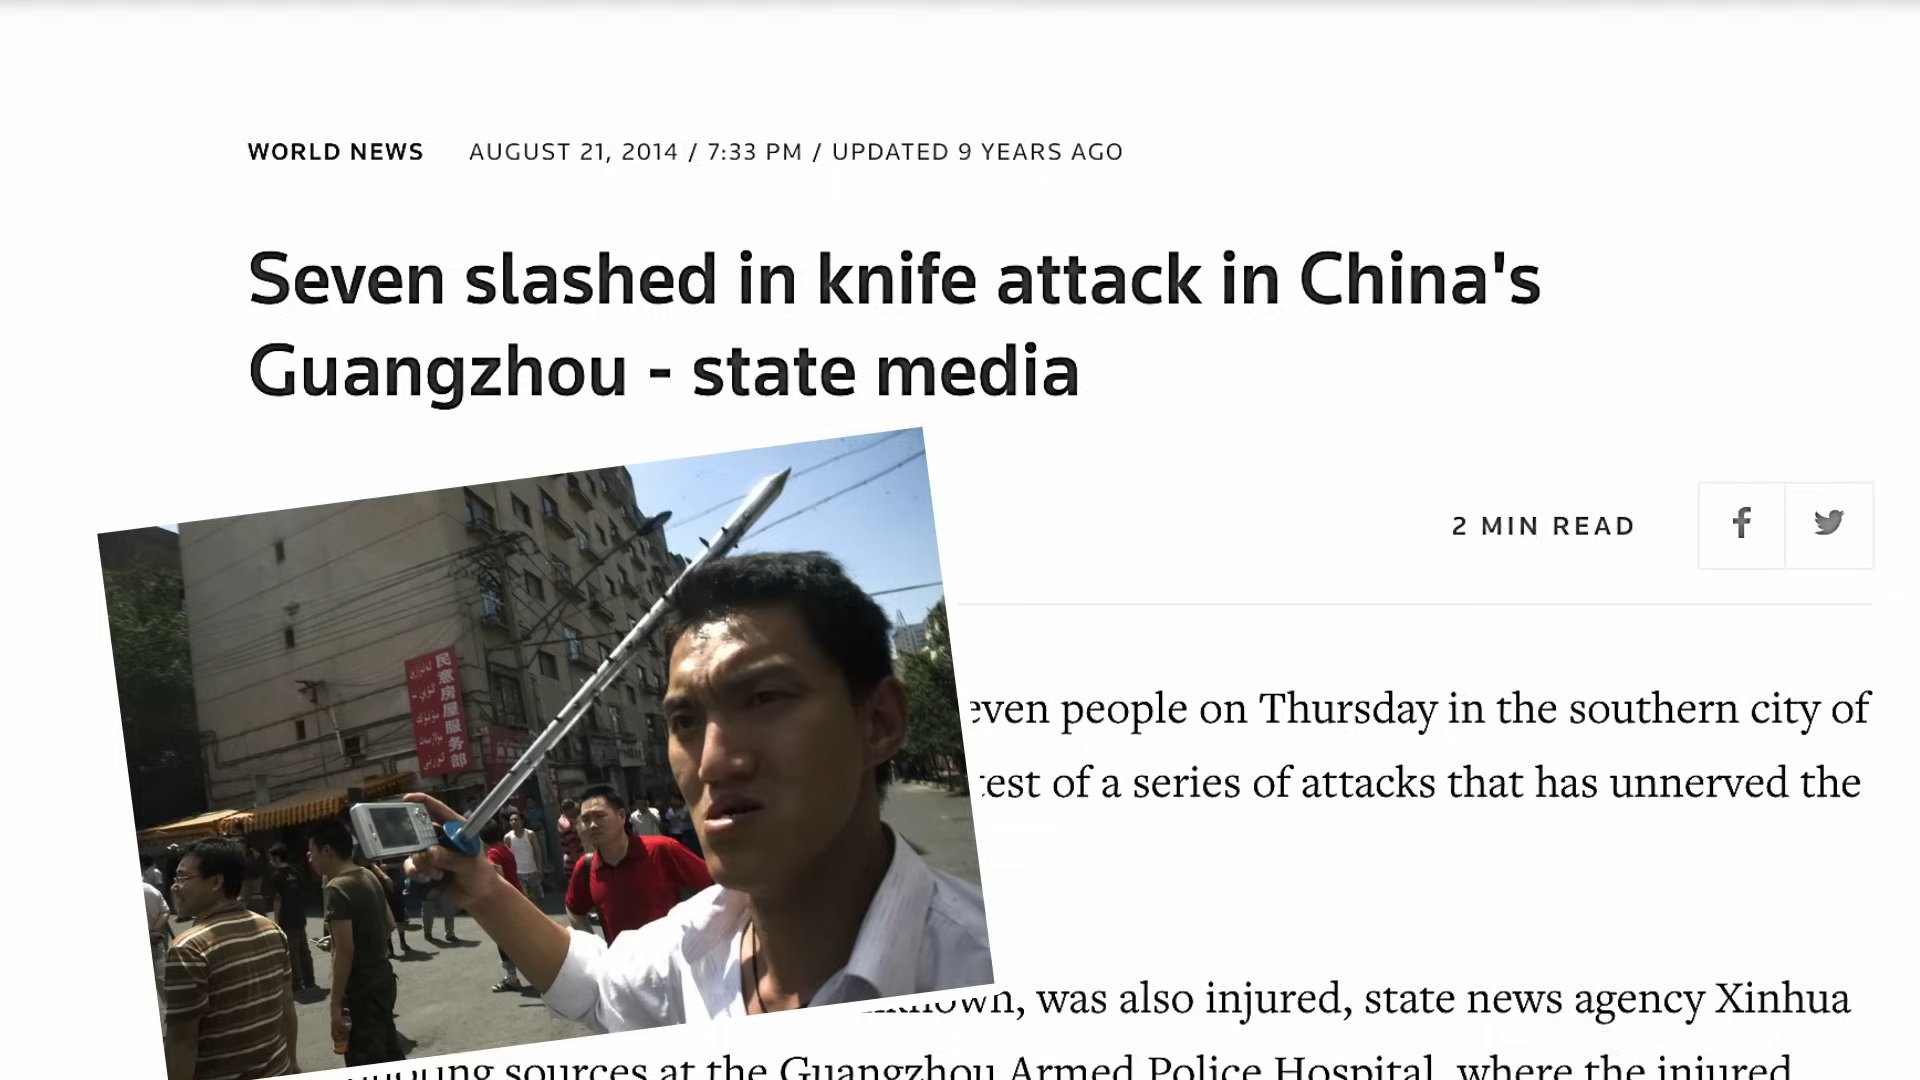 WORLD NEWS AUGUST 21, 2014 / 7:33 PM / UPDATED 9 YEARS AGO
Seven slashed in knife attack in China's
Guangzhou - state media
2 MIN READ
民意房屋服务部
even people on Thursday in the southern city of
test of a series of attacks that has unnerved the
known, was also injured, state news agency Xinhua
sources at the Guangzhou Armed Police Hospital, where the injured